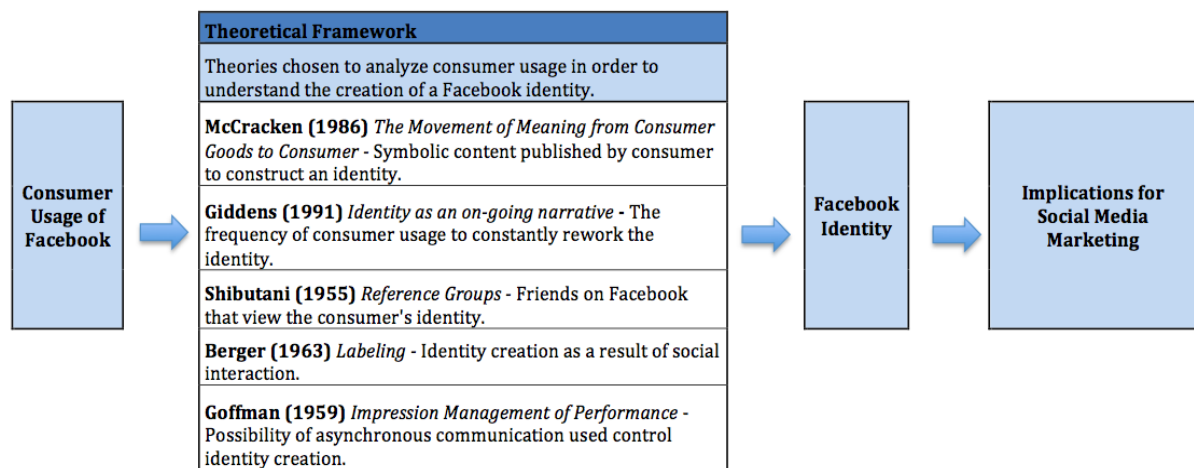 Consumer
Usage of
Facebook
Theoretical Framework
Theories chosen to analyze consumer usage in order to
understand the creation of a Facebook identity.
McCracken (1986) The Movement of Meaning from Consumer
Goods to Consumer - Symbolic content published by consumer
to construct an identity.
Giddens (1991) Identity as an on-going narrative - The
frequency of consumer usage to constantly rework the
identity.
Shibutani (1955) Reference Groups - Friends on Facebook
that view the consumer's identity.
Berger (1963) Labeling - Identity creation as a result of social
interaction.
Goffman (1959) Impression Management of Performance -
Possibility of asynchronous communication used control
identity creation.
Facebook
Identity
Implications for
Social Media
Marketing